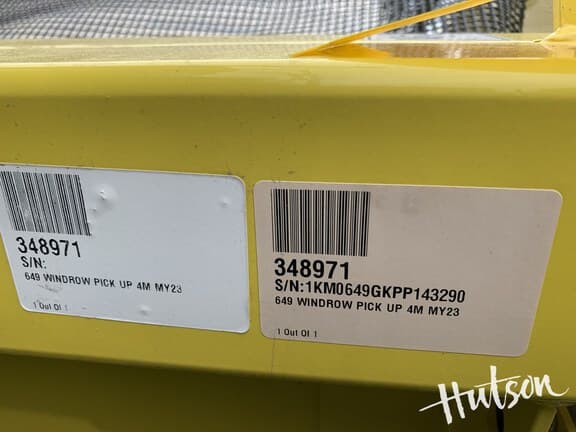 348971
S/N:
649 WINDROW PICK UP 4M MY23
1 Out Of 1
348971
S/N:1KM0649GKPP143290
649 WINDROW PICK UP 4M MY23
1 Out Of 1
Hutson